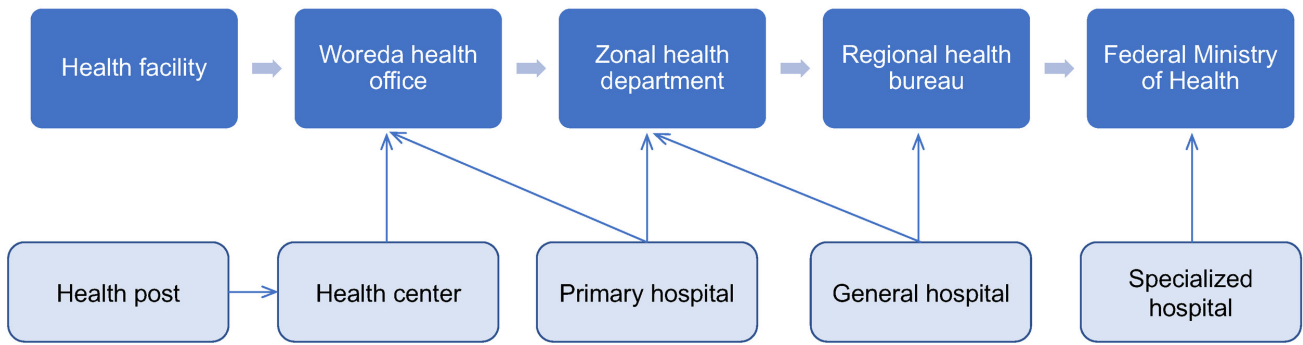 Health facility
Woreda health
office
Zonal health
department
Regional health
bureau
Federal Ministry
of Health
Health post
Health center
Primary hospital
General hospital
Specialized
hospital